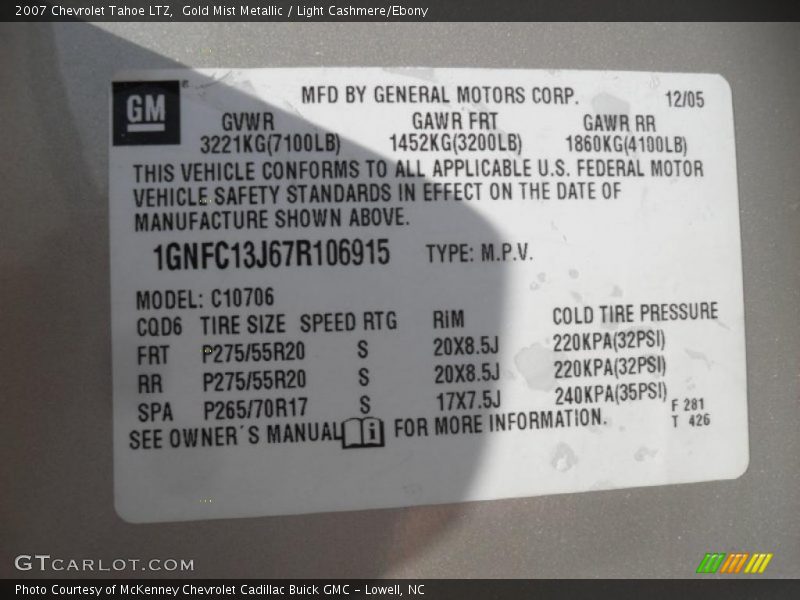 2007 Chevrolet Tahoe LTZ, Gold Mist Metallic / Light Cashmere/Ebony
GM
MFD BY GENERAL MOTORS CORP. 12/05
GVWR GAWR FRT GAWR RR
3221KG(7100LB) 1452KG(3200LB) 1860KG(4100LB)
THIS VEHICLE CONFORMS TO ALL APPLICABLE U.S. FEDERAL MOTOR
VEHICLE SAFETY STANDARDS IN EFFECT ON THE DATE OF
MANUFACTURE SHOWN ABOVE.
1GNFC13J67R106915 TYPE: M.P.V.
MODEL: C10706
CQD6 TIRE SIZE SPEED RTG RIM COLD TIRE PRESSURE
FRT P275/55R20 S 20X8.5J 220KPA(32PSI)
RR P275/55R20 S 20X8.5J 220KPA(32PSI)
SPA P265/70R17 S 17X7.5J 240KPA(35PSI)
F 281
T 426
SEE OWNER´S MANUAL i FOR MORE INFORMATION.
GTCARLOT.COM
Photo Courtesy of McKenney Chevrolet Cadillac Buick GMC - Lowell, NC